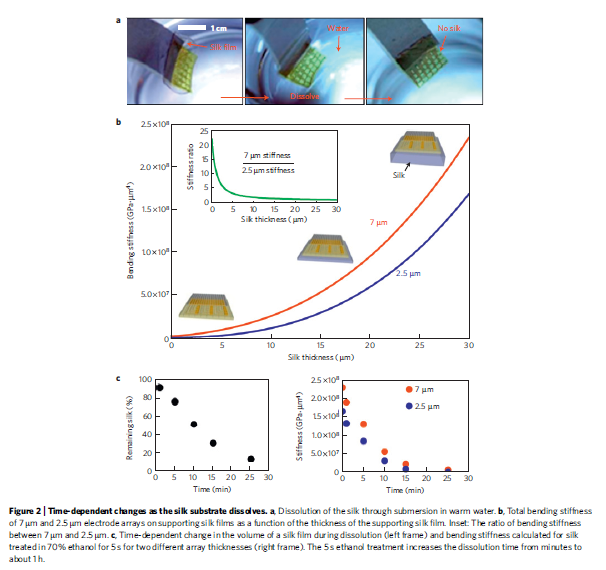 a
1 cm
Silk film
Water
No silk
Dissolve
b
Bending stiffness (GPa·µm⁴)
2.5×10⁸
2.0×10⁸
1.5×10⁸
1.0×10⁸
5.0×10⁷
0
0 5 10 15 20 25 30
Silk thickness (µm)
Stiffness ratio
25
20
15
10
5
0
0 5 10 15 20 25 30
Silk thickness (µm)
7 µm stiffness
2.5 µm stiffness
Silk
7 µm
2.5 µm
c
Remaining silk (%)
100
80
60
40
20
0
0 5 10 15 20 25 30
Time (min)
Stiffness (GPa·µm⁴)
2.5×10⁸
2.0×10⁸
1.5×10⁸
1.0×10⁸
5.0×10⁷
0
0 5 10 15 20 25 30
Time (min)
7 µm
2.5 µm
Figure 2 | Time-dependent changes as the silk substrate dissolves. a, Dissolution of the silk through submersion in warm water. b, Total bending stiffness
of 7 µm and 2.5 µm electrode arrays on supporting silk films as a function of the thickness of the supporting silk film. Inset: The ratio of bending stiffness
between 7 µm and 2.5 µm. c, Time-dependent change in the volume of a silk film during dissolution (left frame) and bending stiffness calculated for silk
treated in 70% ethanol for 5 s for two different array thicknesses (right frame). The 5 s ethanol treatment increases the dissolution time from minutes to
about 1 h.